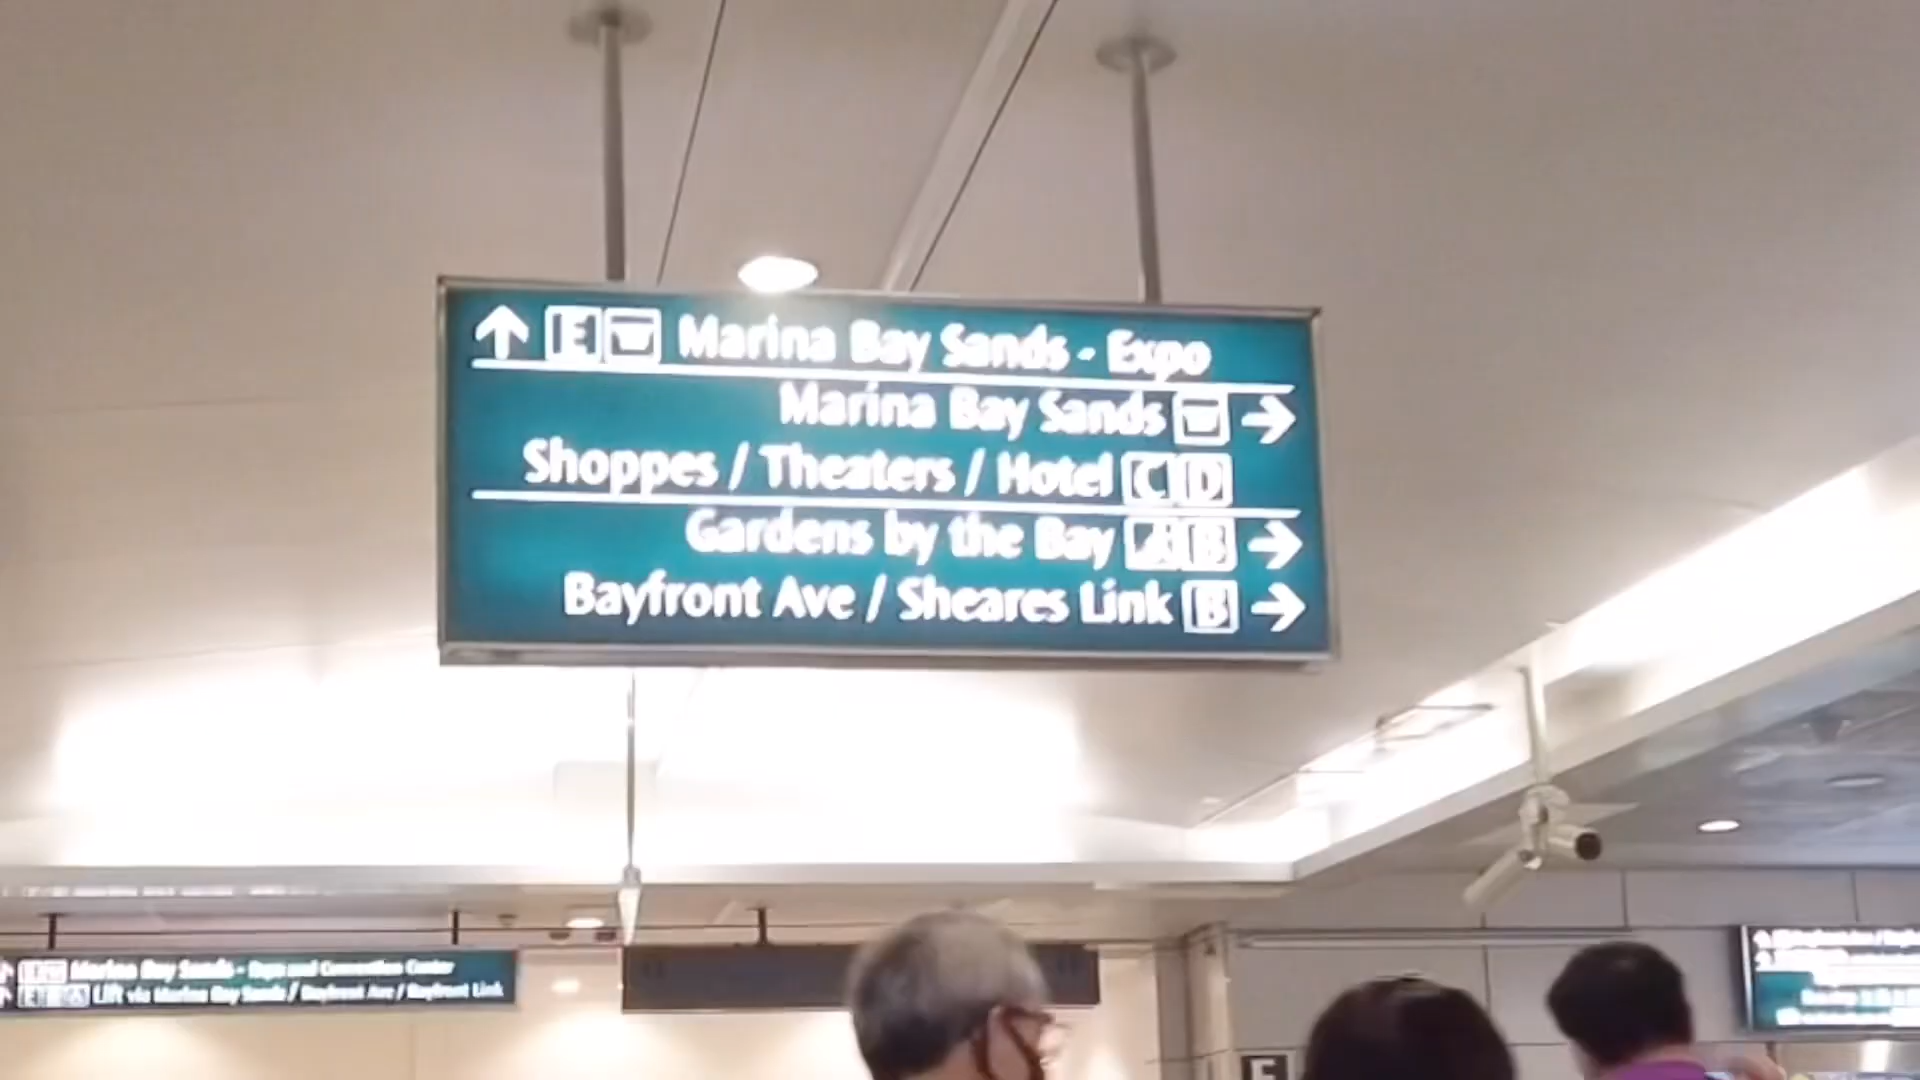 E Marina Bay Sands - Expo
Marina Bay Sands
Shoppes / Theaters / Hotel C D
Gardens by the Bay B
Bayfront Ave / Sheares Link B
Marina Bay Sands - Expo and Convention Center
E Lift via Marina Bay Sands / Bayfront Ave / Bayfront Link
E